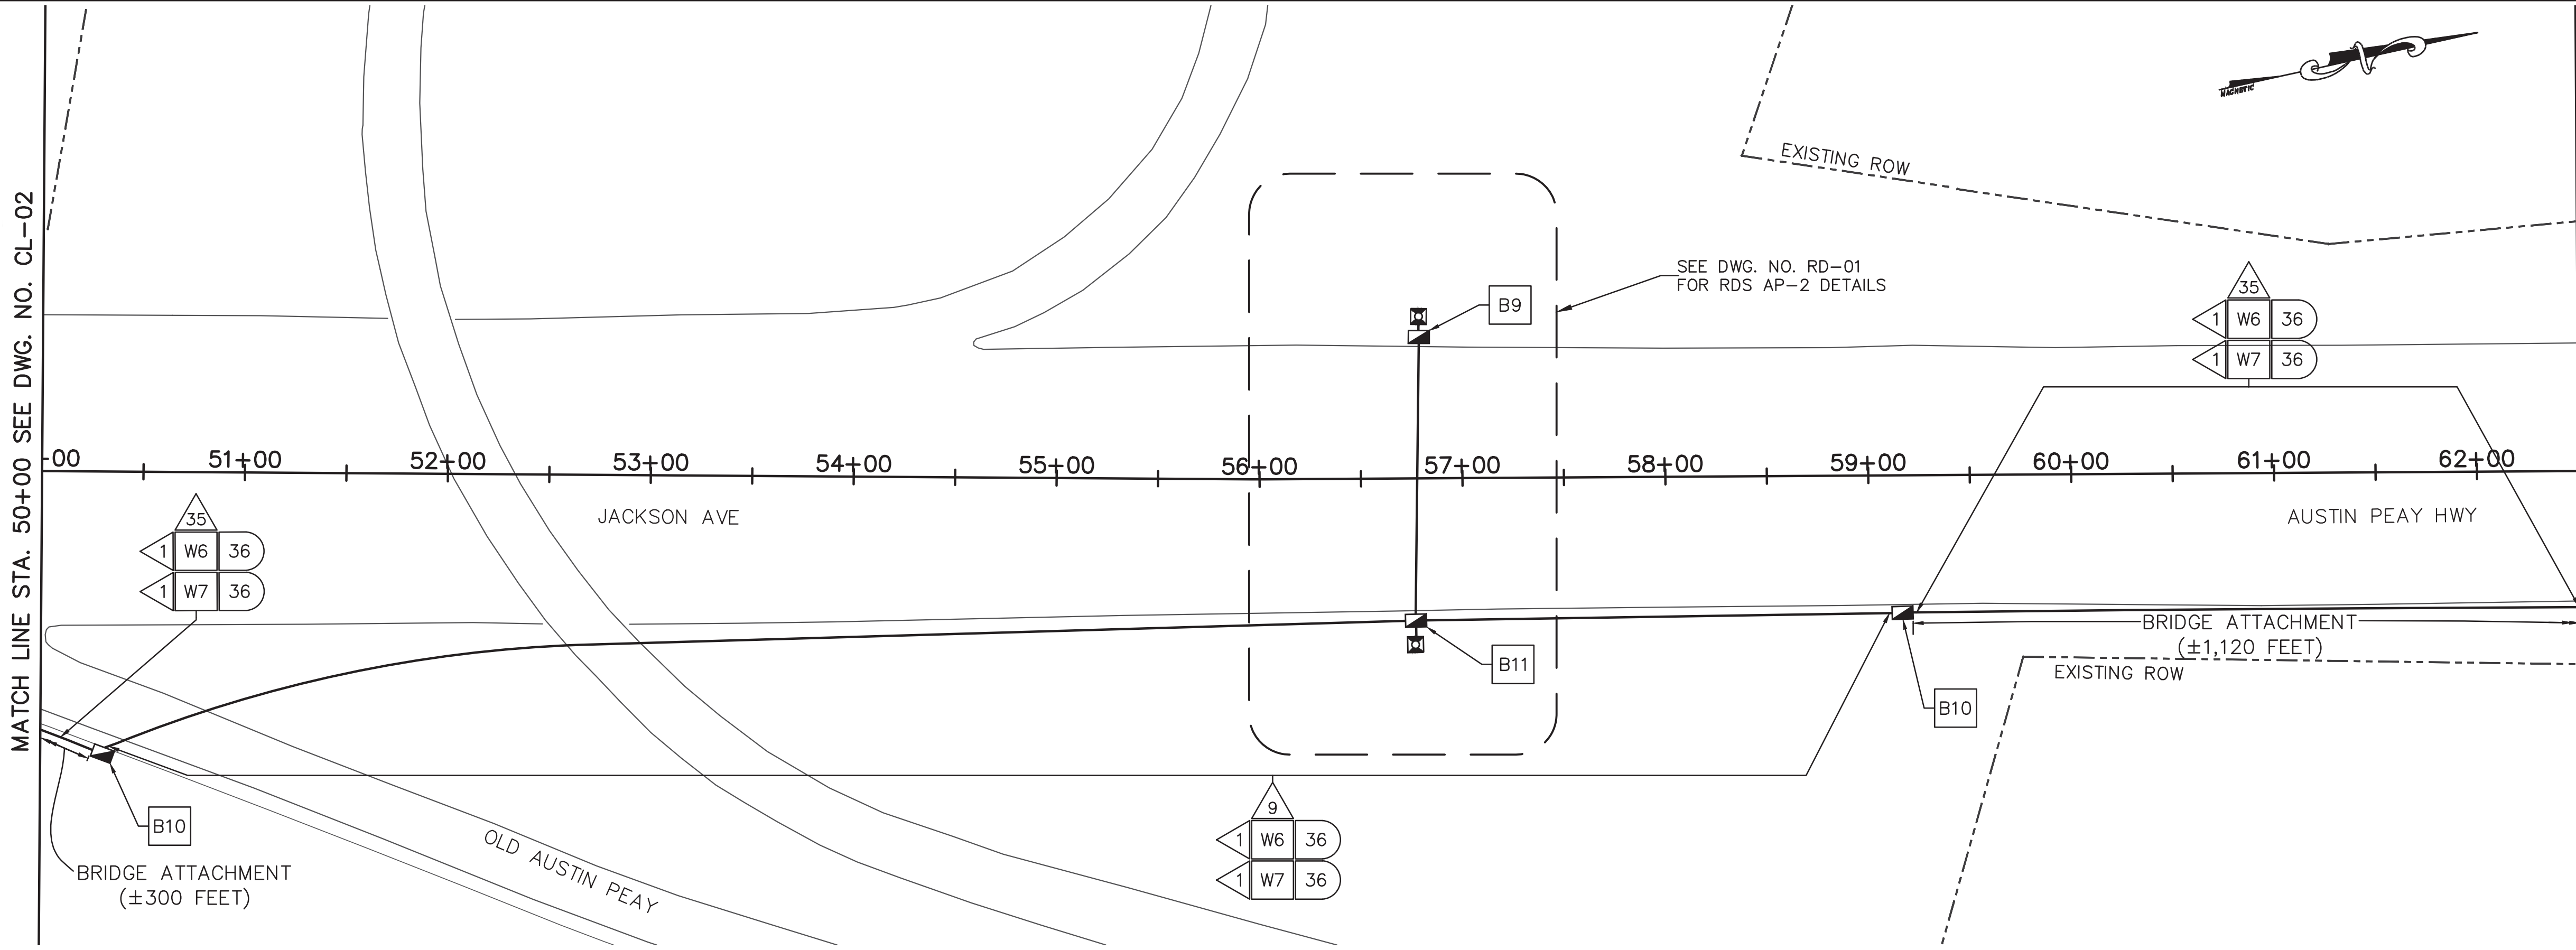 MATCH LINE STA. 50+00 SEE DWG. NO. CL-02
MAGNETIC
N
EXISTING ROW
SEE DWG. NO. RD-01
FOR RDS AP-2 DETAILS
B9
35
1 W6 36
1 W7 36
+00
51+00
52+00
53+00
54+00
55+00
56+00
57+00
58+00
59+00
60+00
61+00
62+00
JACKSON AVE
AUSTIN PEAY HWY
35
1 W6 36
1 W7 36
BRIDGE ATTACHMENT
(±1,120 FEET)
EXISTING ROW
B11
B10
B10
9
1 W6 36
1 W7 36
OLD AUSTIN PEAY
BRIDGE ATTACHMENT
(±300 FEET)